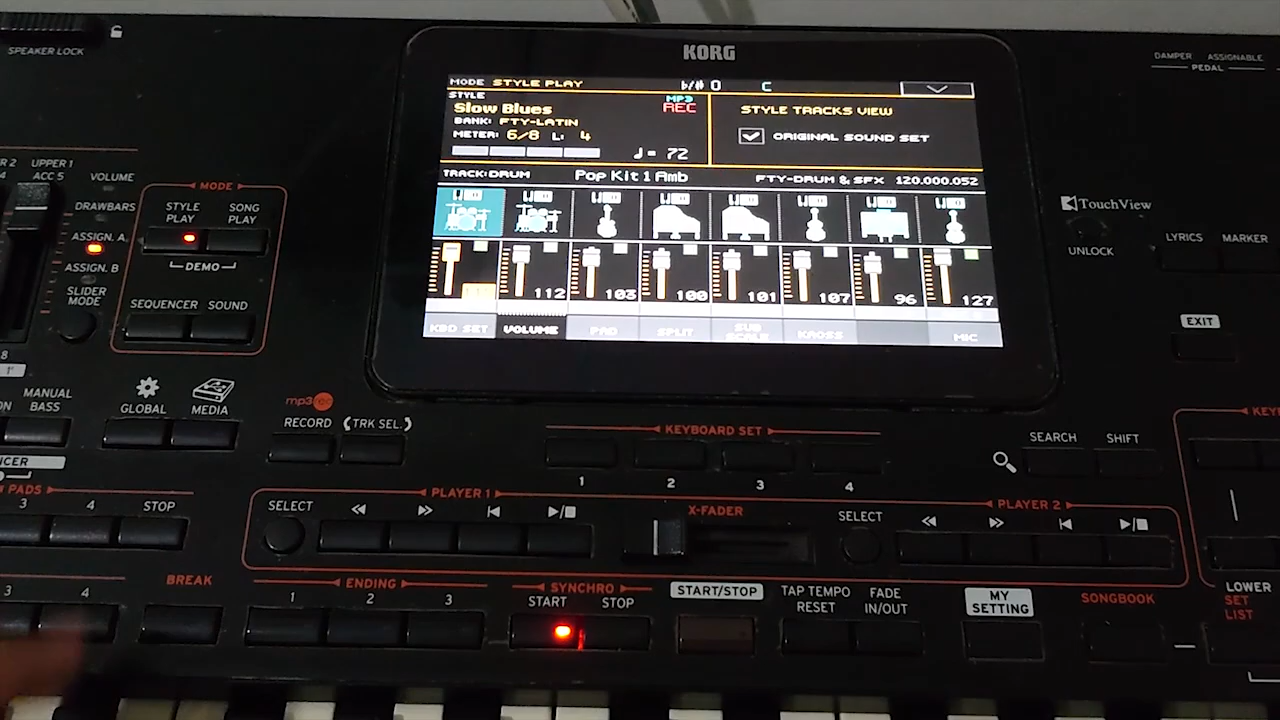 SPEAKER LOCK
KORG
DAMPER ASSIGNABLE
PEDAL
MODE STYLE PLAY
♭/# 0 C
STYLE
Slow Blues
BANK: FTY-LATIN
METER: 6/8 L: 4
MP3
REC
♩= 72
STYLE TRACKS VIEW
ORIGINAL SOUND SET
TRACK:DRUM Pop Kit 1 Amb FTY-DRUM & SFX 120.000.052
112 103 100 101 107 96 127
KBD SET VOLUME PAD SPLIT SUB SCALE KAOSS MIC
UPPER 1
ACC 5
VOLUME
DRAWBARS
ASSIGN. A.
ASSIGN. B
SLIDER
MODE
MODE
STYLE
PLAY
SONG
PLAY
DEMO
SEQUENCER SOUND
TouchView
UNLOCK
LYRICS MARKER
EXIT
MANUAL
BASS
GLOBAL
MEDIA
mp3rec
RECORD
(TRK SEL.)
KEYBOARD SET
1 2 3 4
SEARCH SHIFT
PADS
3 4 STOP
PLAYER 1
SELECT
X-FADER
PLAYER 2
SELECT
3 4
BREAK
ENDING
1 2 3
SYNCHRO
START STOP
START/STOP
TAP TEMPO
RESET
FADE
IN/OUT
MY
SETTING
SONGBOOK
LOWER
SET
LIST